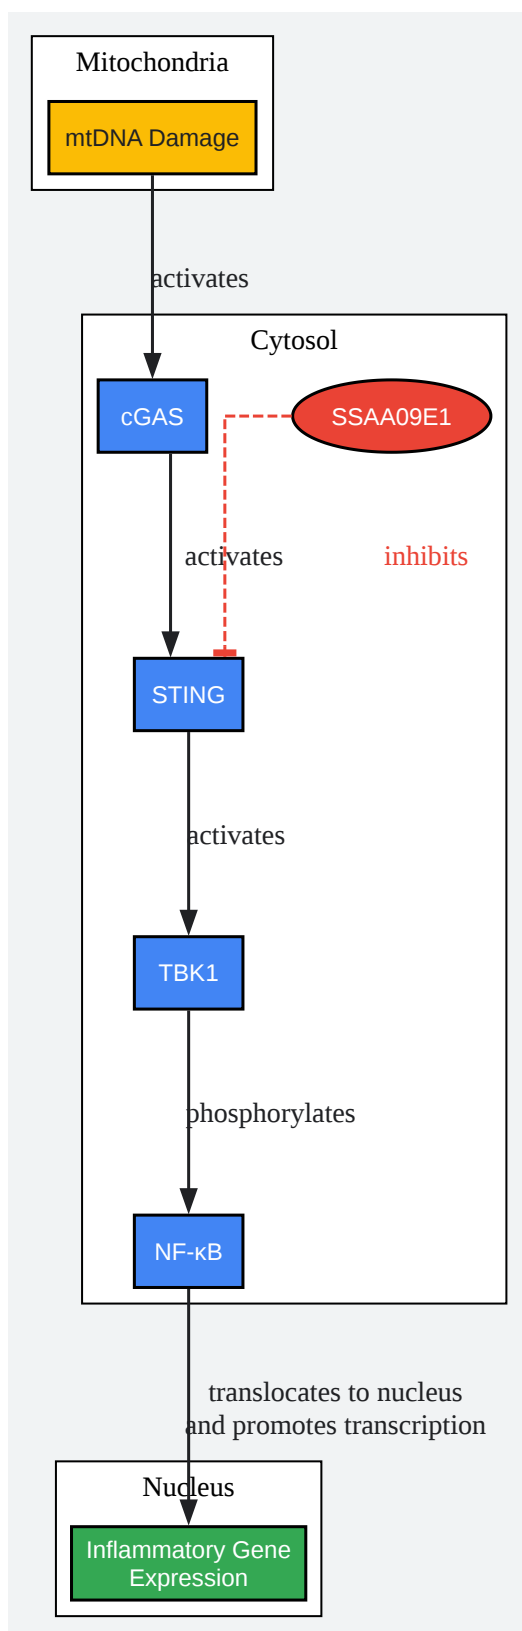 Mitochondria
mtDNA Damage
activates
Cytosol
cGAS
SSAA09E1
activates
inhibits
STING
activates
TBK1
phosphorylates
NF-κB
translocates to nucleus
and promotes transcription
Nucleus
Inflammatory Gene
Expression